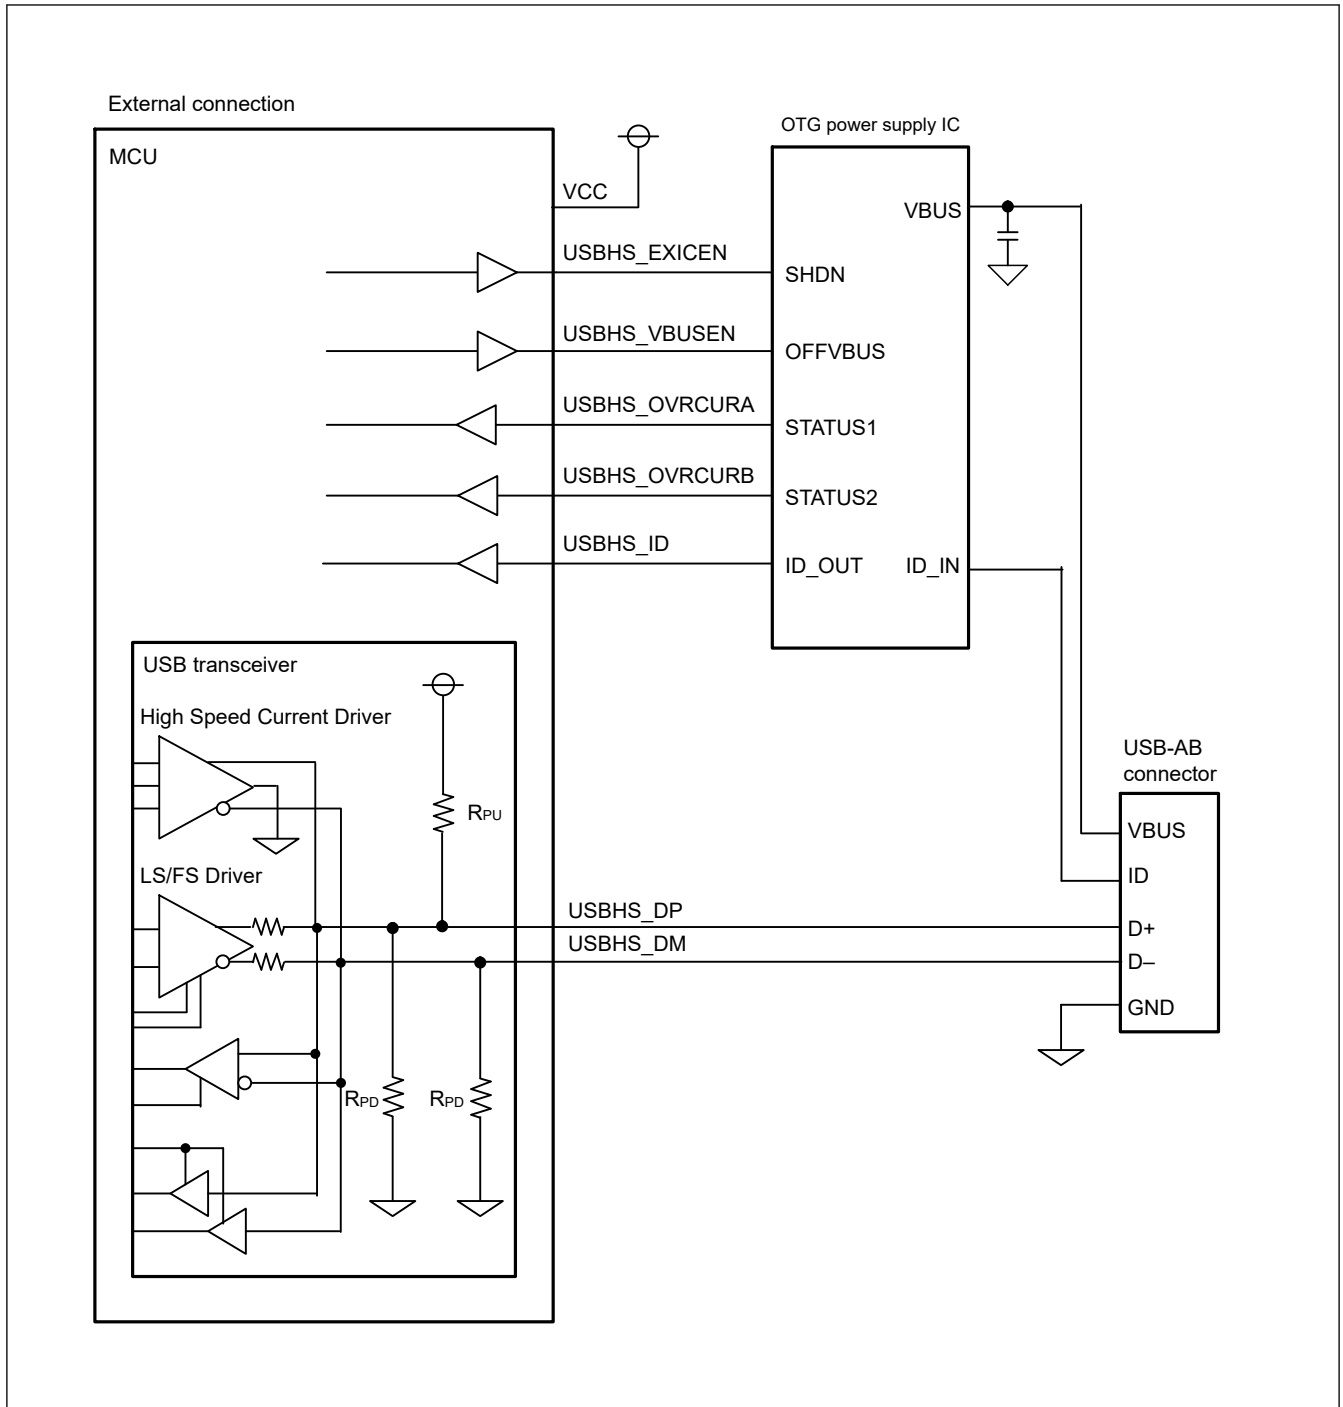 External connection
OTG power supply IC
MCU
VCC
VBUS
USBHS_EXICEN
SHDN
USBHS_VBUSEN
OFFVBUS
USBHS_OVRCURA
STATUS1
USBHS_OVRCURB
STATUS2
USBHS_ID
ID_OUT
ID_IN
USB transceiver
High Speed Current Driver
RPU
LS/FS Driver
USBHS_DP
USBHS_DM
RPD
RPD
USB-AB
connector
VBUS
ID
D+
D–
GND